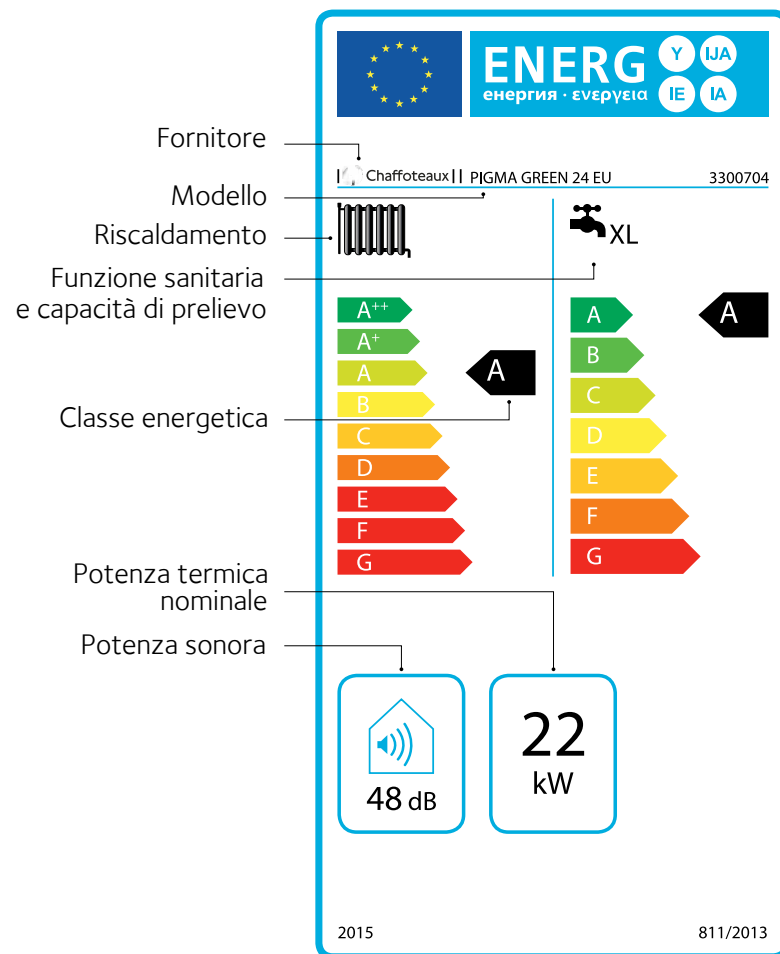 ENERG Y IJA
енергия · ενεργεια IE IA
Fornitore
Chaffoteaux PIGMA GREEN 24 EU 3300704
Modello
Riscaldamento
XL
Funzione sanitaria
e capacità di prelievo
A++
A+
A
B
C
D
E
F
G
A
A
B
C
D
E
F
G
A
Classe energetica
Potenza termica
nominale
Potenza sonora
48 dB
22
kW
2015 811/2013